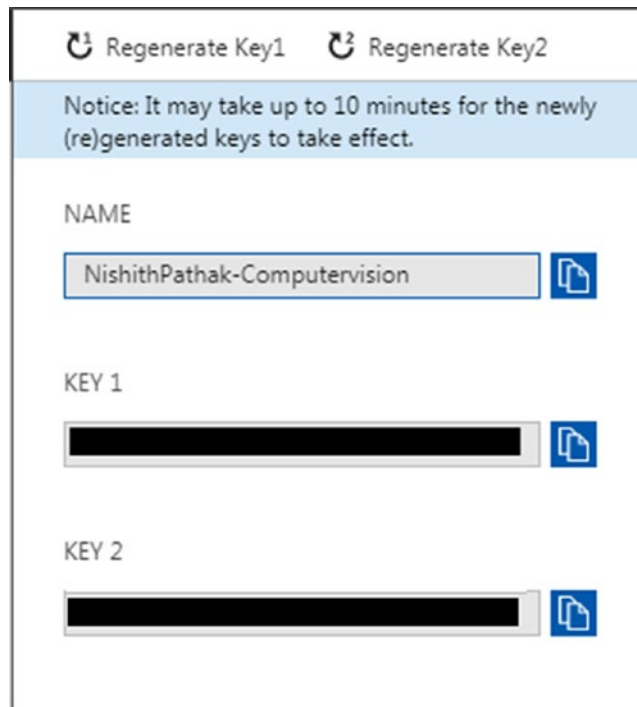 Regenerate Key1 Regenerate Key2
Notice: It may take up to 10 minutes for the newly
(re)generated keys to take effect.
NAME
NishithPathak-Computervision
KEY 1
KEY 2